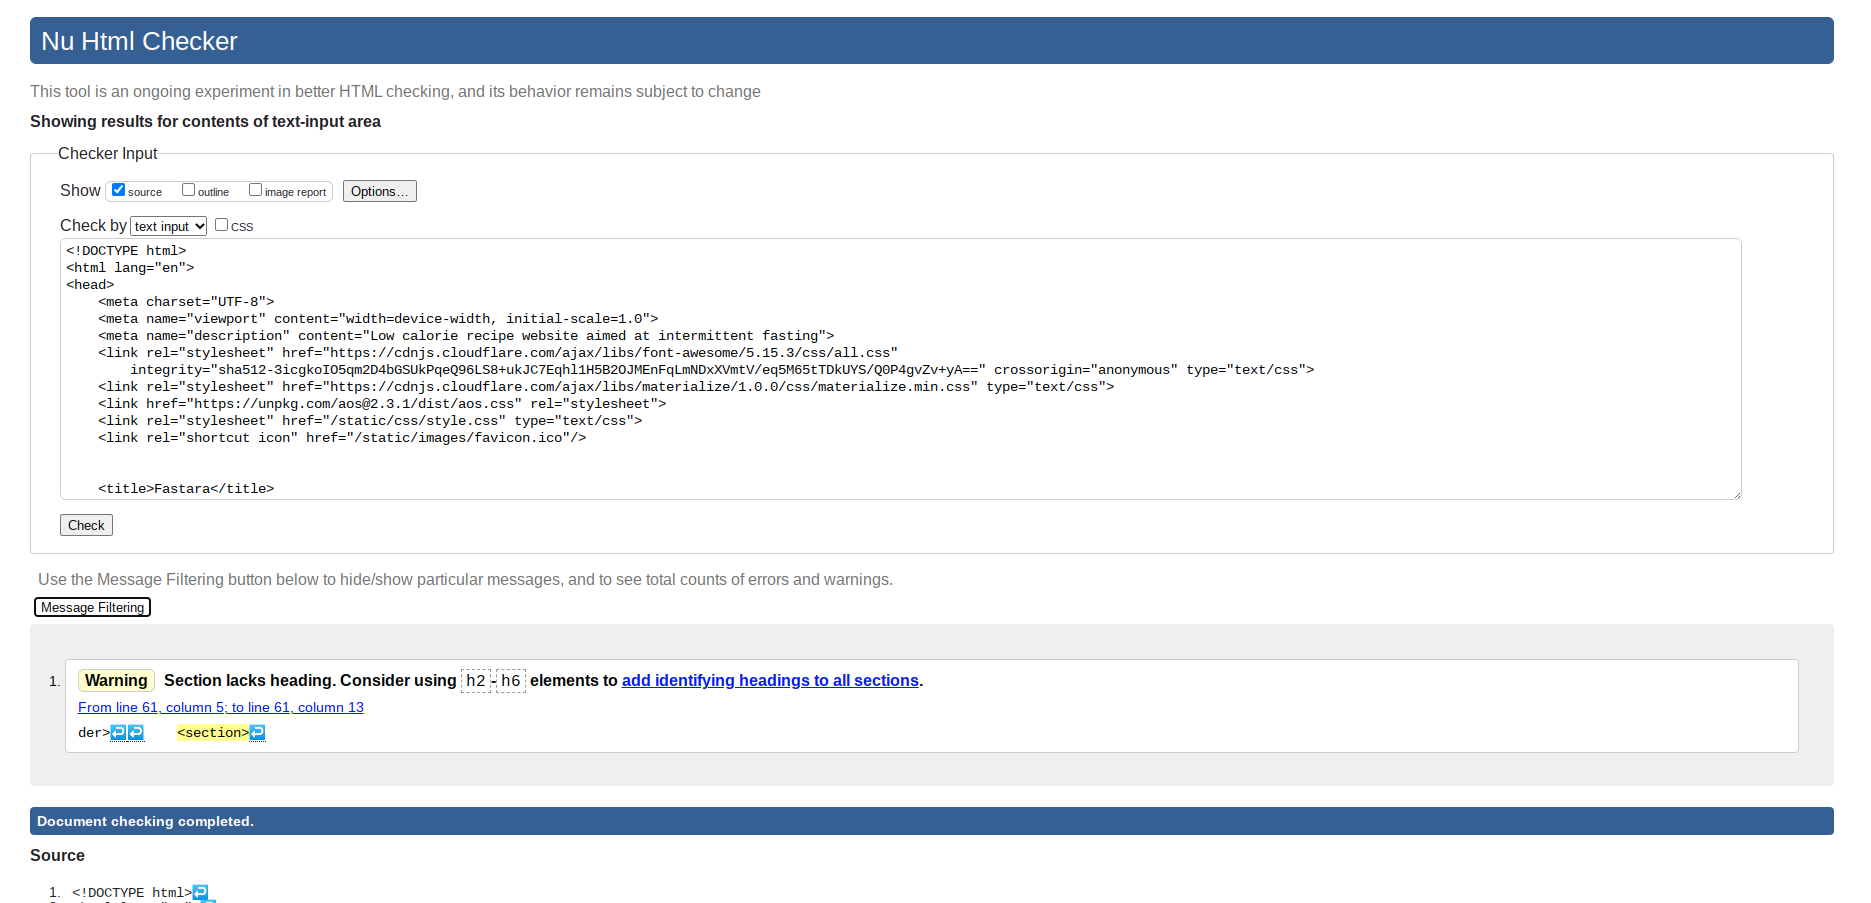 Nu Html Checker
This tool is an ongoing experiment in better HTML checking, and its behavior remains subject to change
Showing results for contents of text-input area
Checker Input
Show source outline image report Options...
Check by text input CSS
<!DOCTYPE html>
<html lang="en">
<head>
    <meta charset="UTF-8">
    <meta name="viewport" content="width=device-width, initial-scale=1.0">
    <meta name="description" content="Low calorie recipe website aimed at intermittent fasting">
    <link rel="stylesheet" href="https://cdnjs.cloudflare.com/ajax/libs/font-awesome/5.15.3/css/all.css"
        integrity="sha512-3icgkoIO5qm2D4bGSUkPqeQ96LS8+ukJC7Eqhl1H5B2OJMEnFqLmNDxXVmtV/eq5M65tTDkUYS/Q0P4gvZv+yA==" crossorigin="anonymous" type="text/css">
    <link rel="stylesheet" href="https://cdnjs.cloudflare.com/ajax/libs/materialize/1.0.0/css/materialize.min.css" type="text/css">
    <link href="https://unpkg.com/aos@2.3.1/dist/aos.css" rel="stylesheet">
    <link rel="stylesheet" href="/static/css/style.css" type="text/css">
    <link rel="shortcut icon" href="/static/images/favicon.ico"/>
    <title>Fastara</title>
Check
Use the Message Filtering button below to hide/show particular messages, and to see total counts of errors and warnings.
Message Filtering
1. Warning Section lacks heading. Consider using h2-h6 elements to add identifying headings to all sections.
From line 61, column 5; to line 61, column 13
der>↩↩    <section>↩
Document checking completed.
Source
1. <!DOCTYPE html>↩